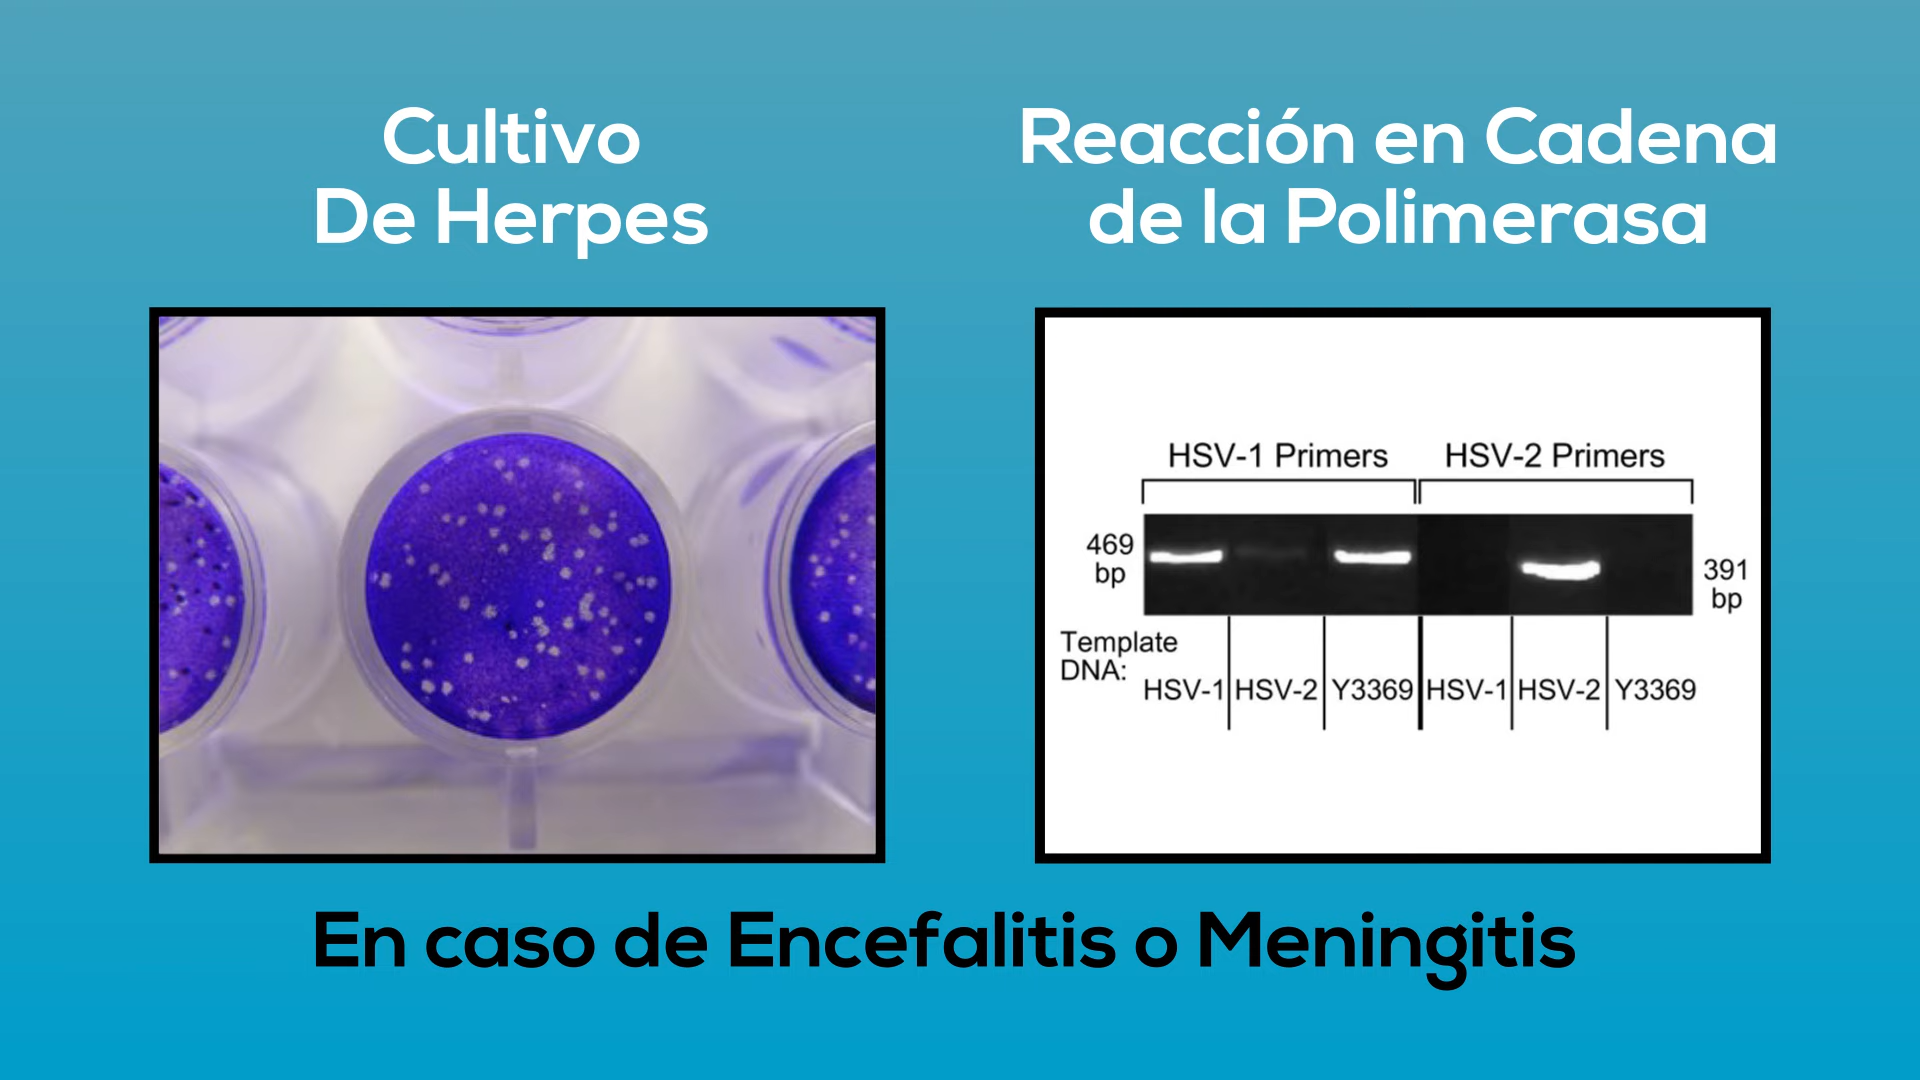 Cultivo
De Herpes
Reacción en Cadena
de la Polimerasa
HSV-1 Primers HSV-2 Primers
469
bp
391
bp
Template
DNA:
HSV-1 HSV-2 Y3369 HSV-1 HSV-2 Y3369
En caso de Encefalitis o Meningitis